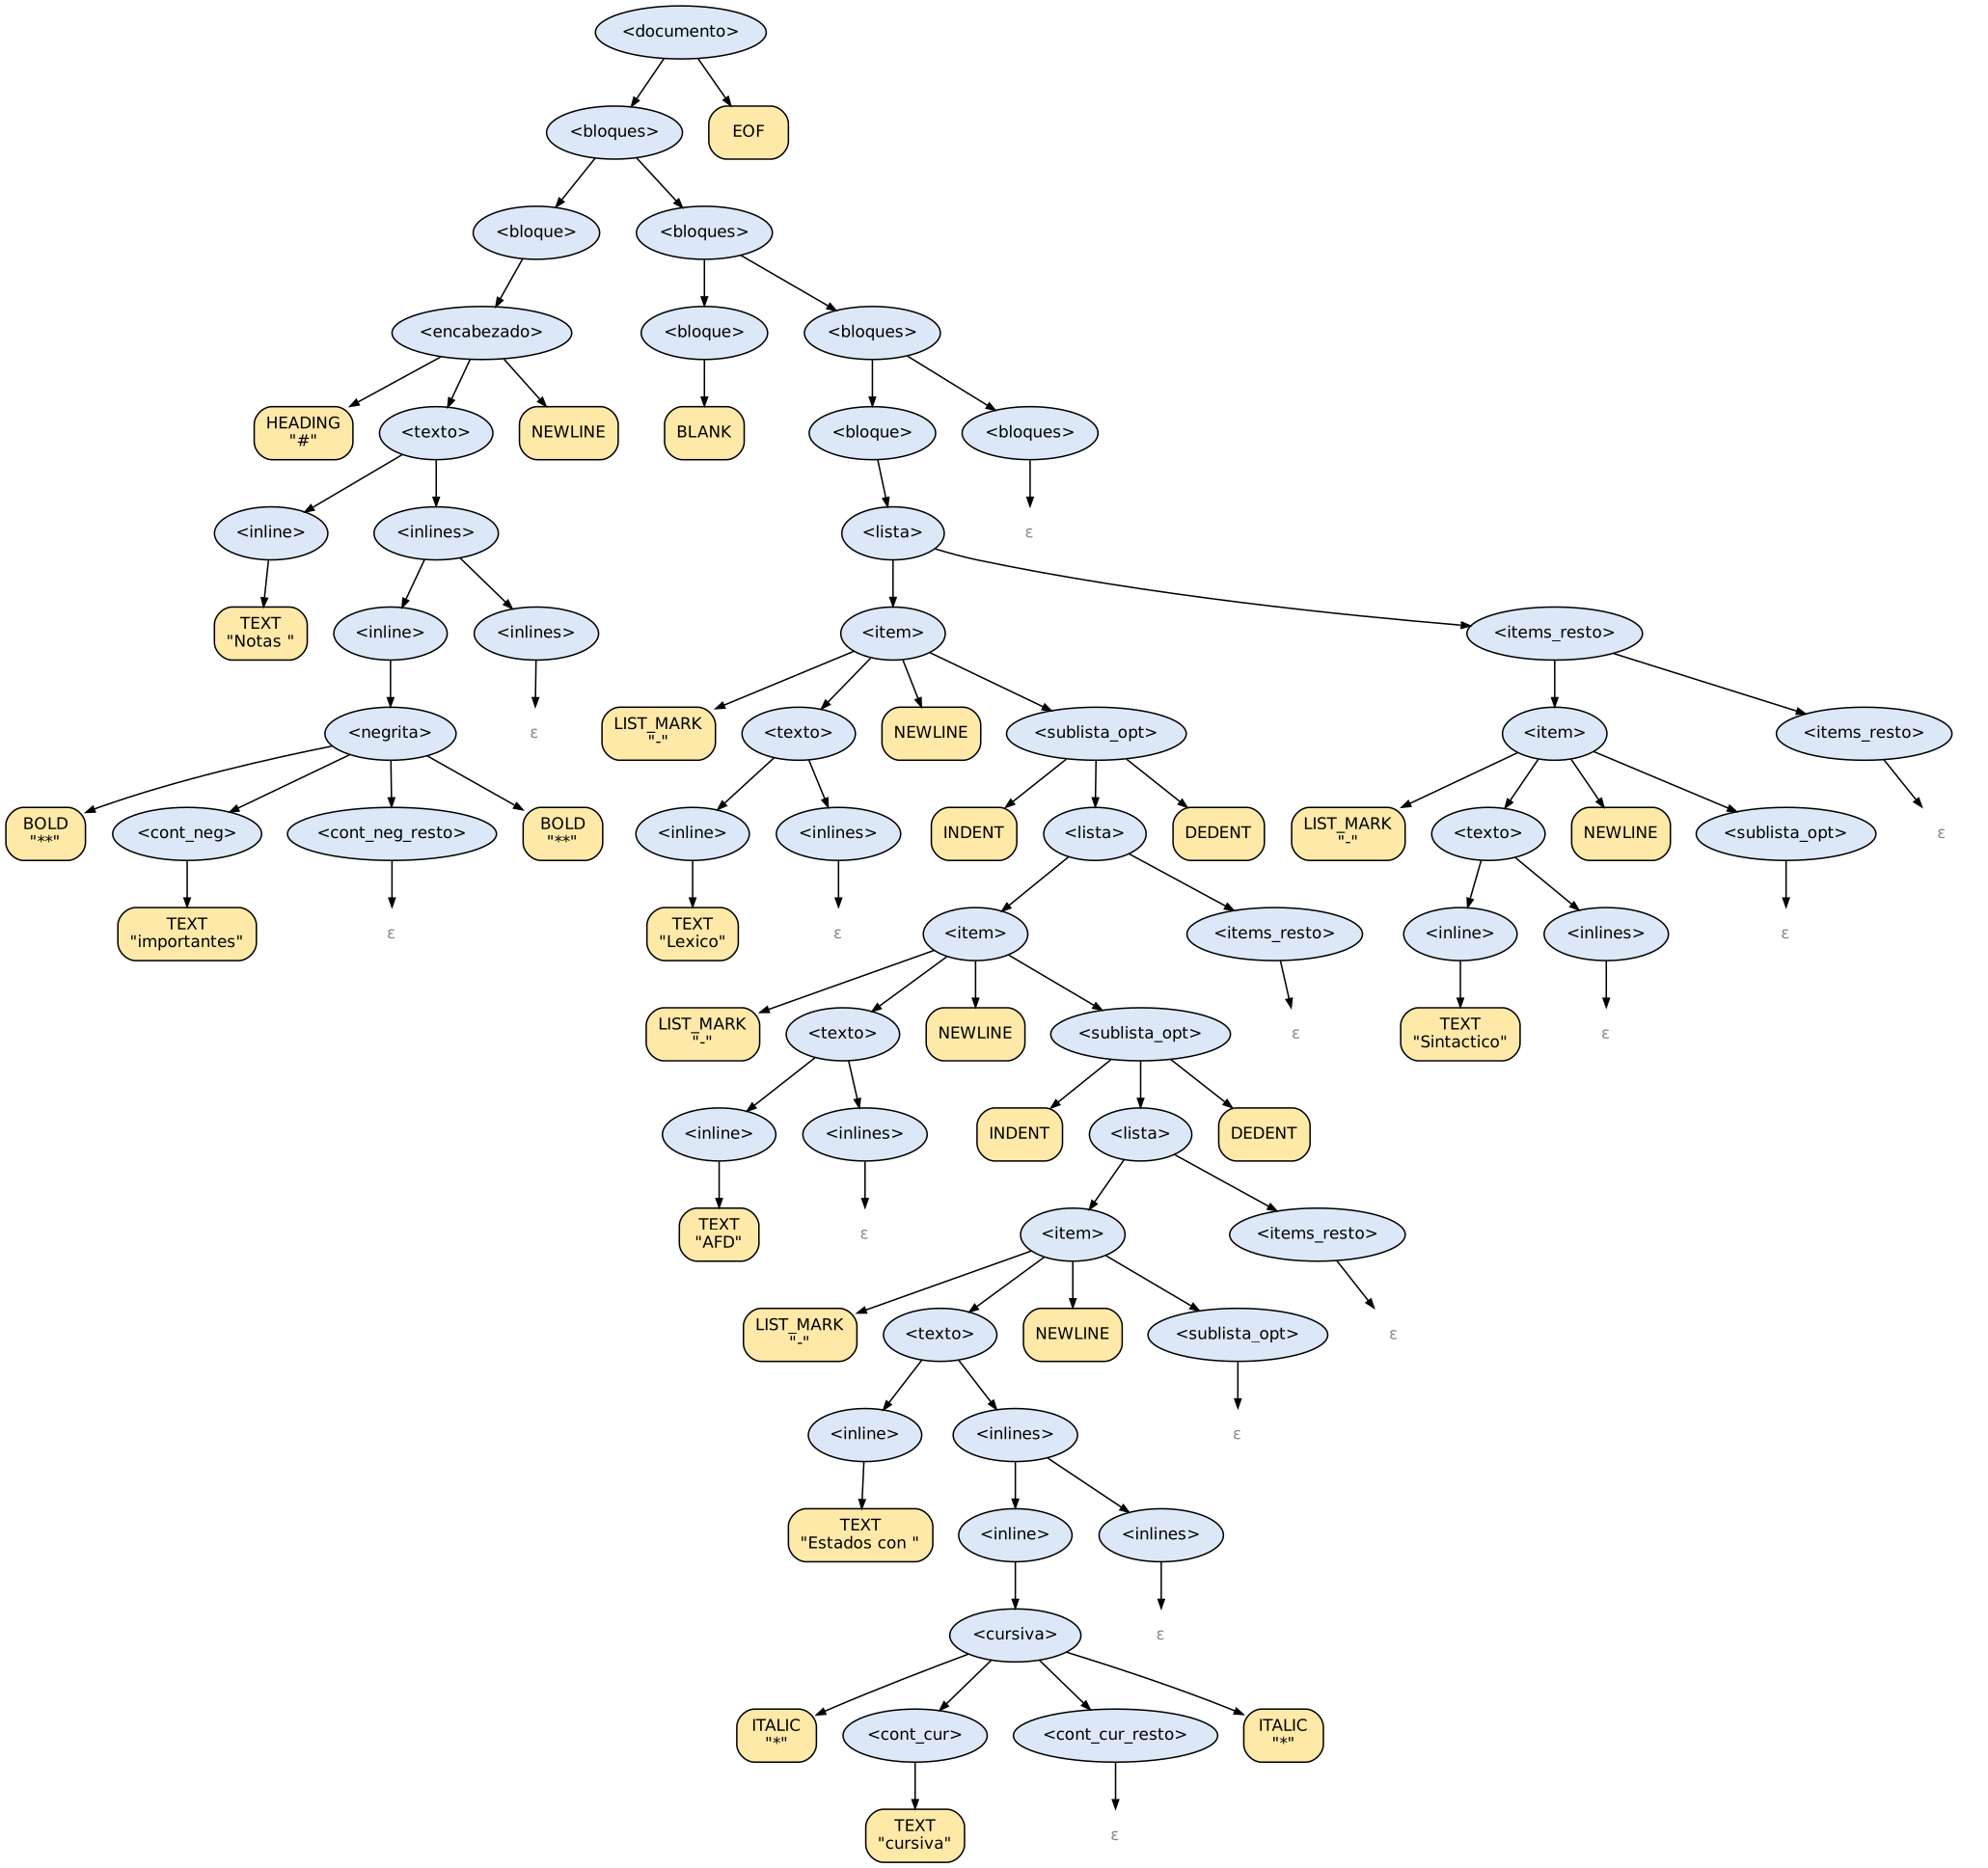 <documento>
<bloques>
EOF
<bloque>
<bloques>
<encabezado>
<bloque>
<bloques>
HEADING
"#"
<texto>
NEWLINE
BLANK
<bloque>
<bloques>
<inline>
<inlines>
<lista>
ε
TEXT
"Notas "
<inline>
<inlines>
<item>
<items_resto>
<negrita>
ε
LIST_MARK
"-"
<texto>
NEWLINE
<sublista_opt>
<item>
<items_resto>
BOLD
"**"
<cont_neg>
<cont_neg_resto>
BOLD
"**"
<inline>
<inlines>
INDENT
<lista>
DEDENT
LIST_MARK
"-"
<texto>
NEWLINE
<sublista_opt>
ε
TEXT
"importantes"
ε
TEXT
"Lexico"
ε
<item>
<items_resto>
<inline>
<inlines>
ε
LIST_MARK
"-"
<texto>
NEWLINE
<sublista_opt>
ε
TEXT
"Sintactico"
ε
<inline>
<inlines>
INDENT
<lista>
DEDENT
TEXT
"AFD"
ε
<item>
<items_resto>
LIST_MARK
"-"
<texto>
NEWLINE
<sublista_opt>
ε
<inline>
<inlines>
ε
TEXT
"Estados con "
<inline>
<inlines>
<cursiva>
ε
ITALIC
"*"
<cont_cur>
<cont_cur_resto>
ITALIC
"*"
TEXT
"cursiva"
ε